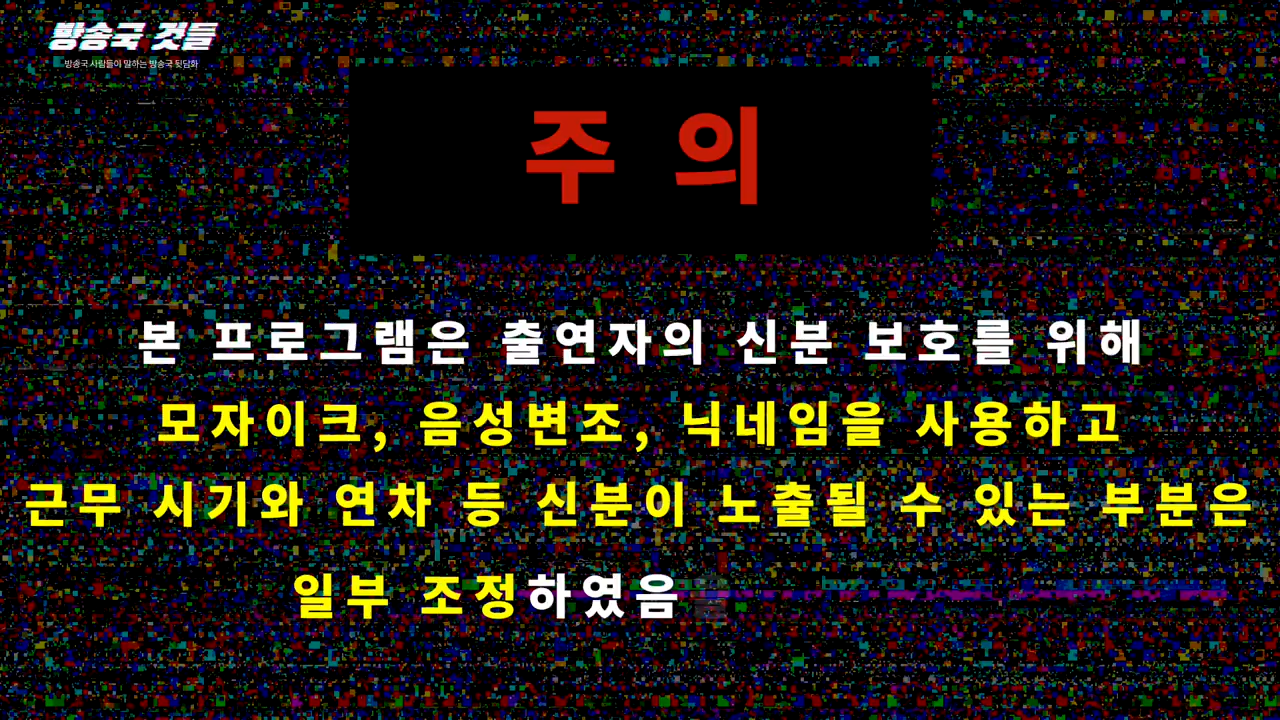 방송국 것들
방송국 사람들이 말하는 방송국 뒷담화
주 의
본 프로그램은 출연자의 신분 보호를 위해
모자이크, 음성변조, 닉네임을 사용하고
근무 시기와 연차 등 신분이 노출될 수 있는 부분은
일부 조정하였음